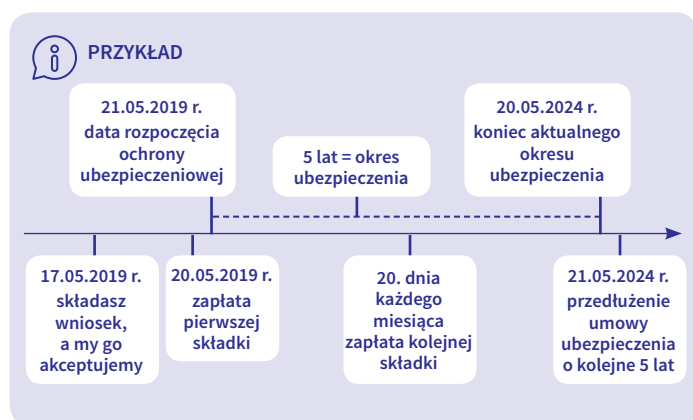 PRZYKŁAD
21.05.2019 r.
data rozpoczęcia
ochrony
ubezpieczeniowej
5 lat = okres
ubezpieczenia
20.05.2024 r.
koniec aktualnego
okresu
ubezpieczenia
17.05.2019 r.
składasz
wniosek,
a my go
akceptujemy
20.05.2019 r.
zapłata
pierwszej
składki
20. dnia
każdego
miesiąca
zapłata kolejnej
składki
21.05.2024 r.
przedłużenie
umowy
ubezpieczenia
o kolejne 5 lat